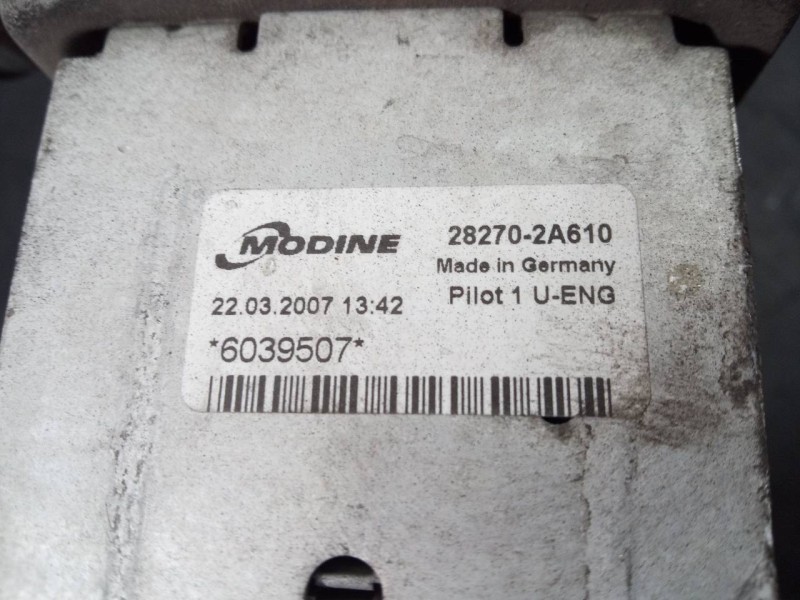 MODINE
28270-2A610
Made in Germany
22.03.2007 13:42
Pilot 1 U-ENG
*6039507*